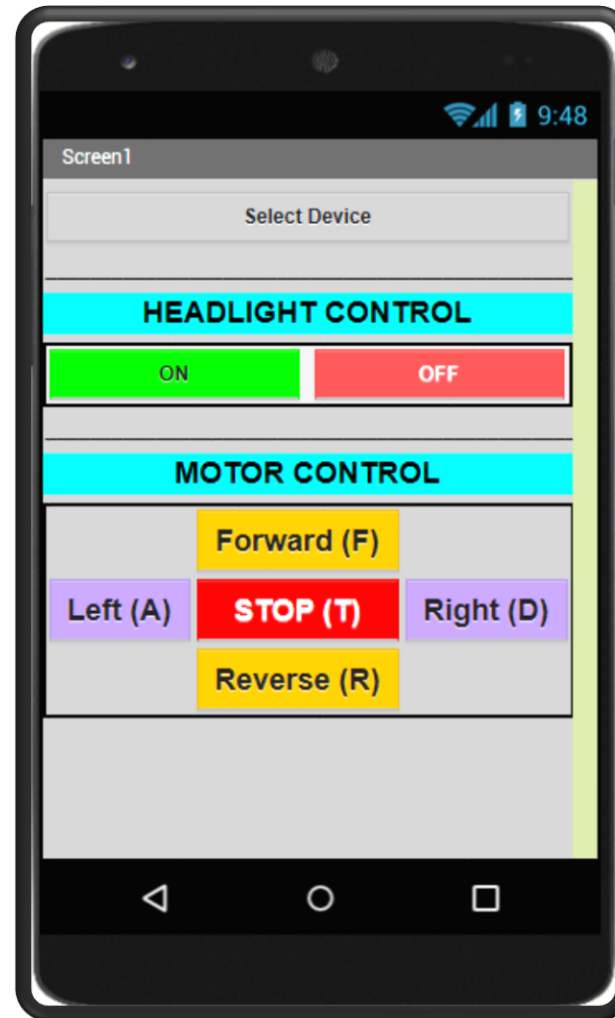 9:48
Screen1
Select Device
HEADLIGHT CONTROL
ON OFF
MOTOR CONTROL
Forward (F)
Left (A) STOP (T) Right (D)
Reverse (R)